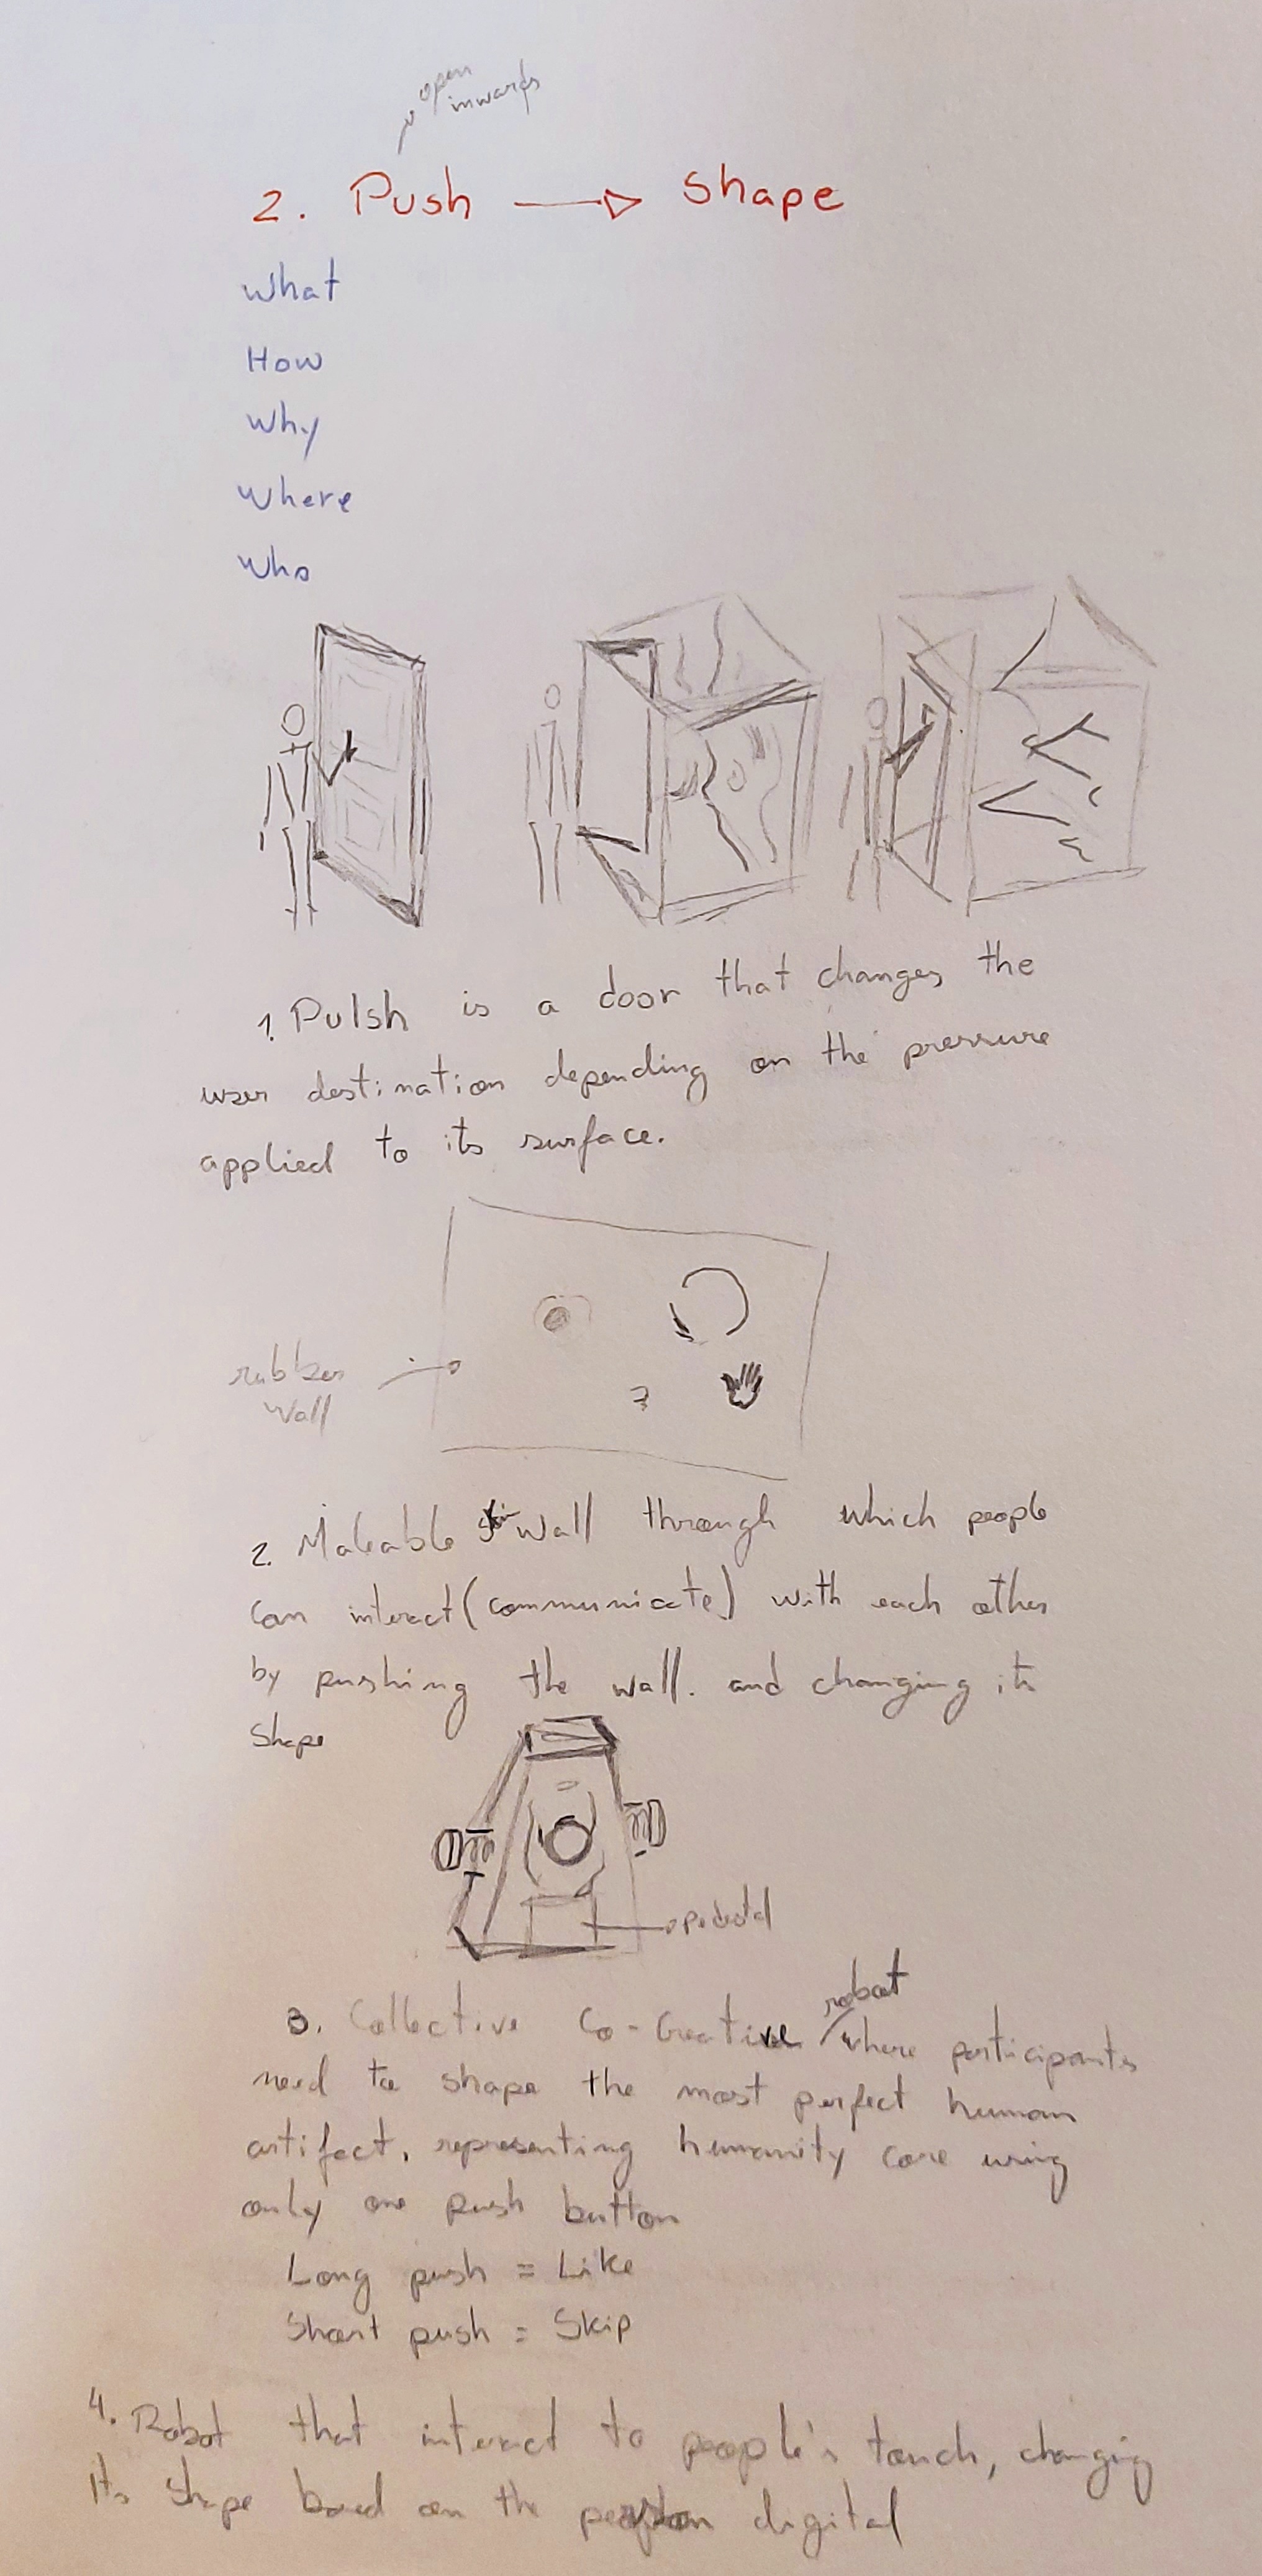 open
inwards
2. Push → Shape
What
How
Why
Where
Who
1. Pulsh is a door that changes the
user destination depending on the pressure
applied to its surface.
rubber
wall
?
2. Maleable wall through which people
can interact (communicate) with each other
by pushing the wall. and changing its
shape
pedestal
robot
3. Collective Co-Creative where participants
need to shape the most perfect human
artifact, representing humanity core using
only one push button
Long push = Like
Short push = Skip
4. Robot that interact to people's touch, changing
its shape based on the person digital